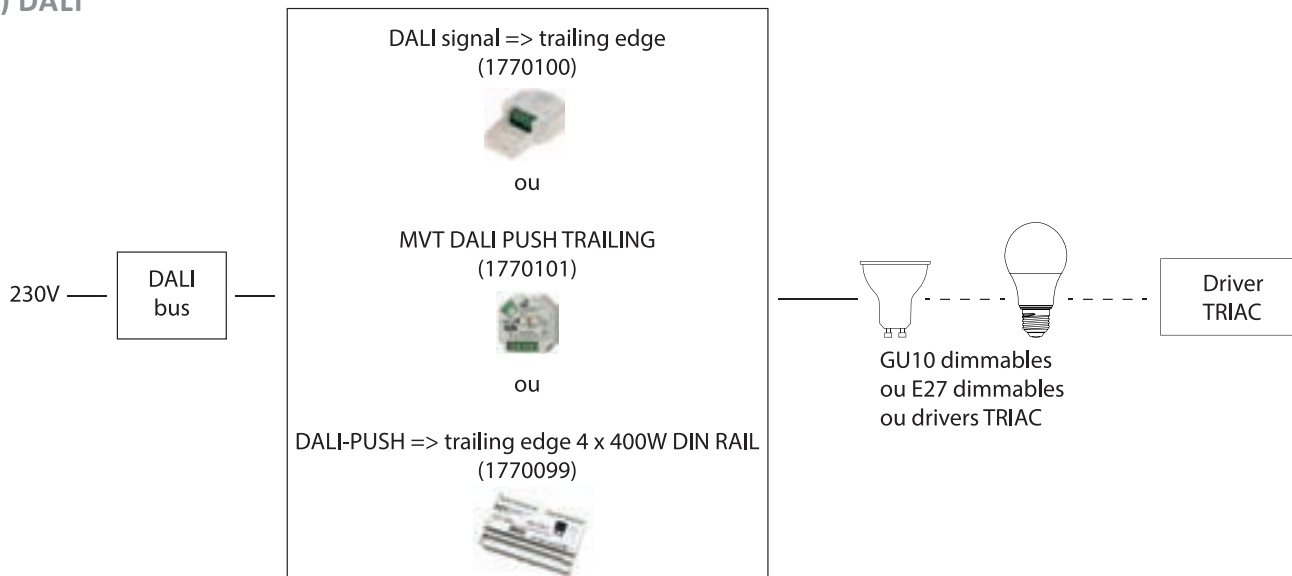 ) DALI
DALI signal => trailing edge
(1770100)
ou
MVT DALI PUSH TRAILING
(1770101)
ou
DALI-PUSH => trailing edge 4 x 400W DIN RAIL
(1770099)
230V
DALI
bus
GU10 dimmables
ou E27 dimmables
ou drivers TRIAC
Driver
TRIAC